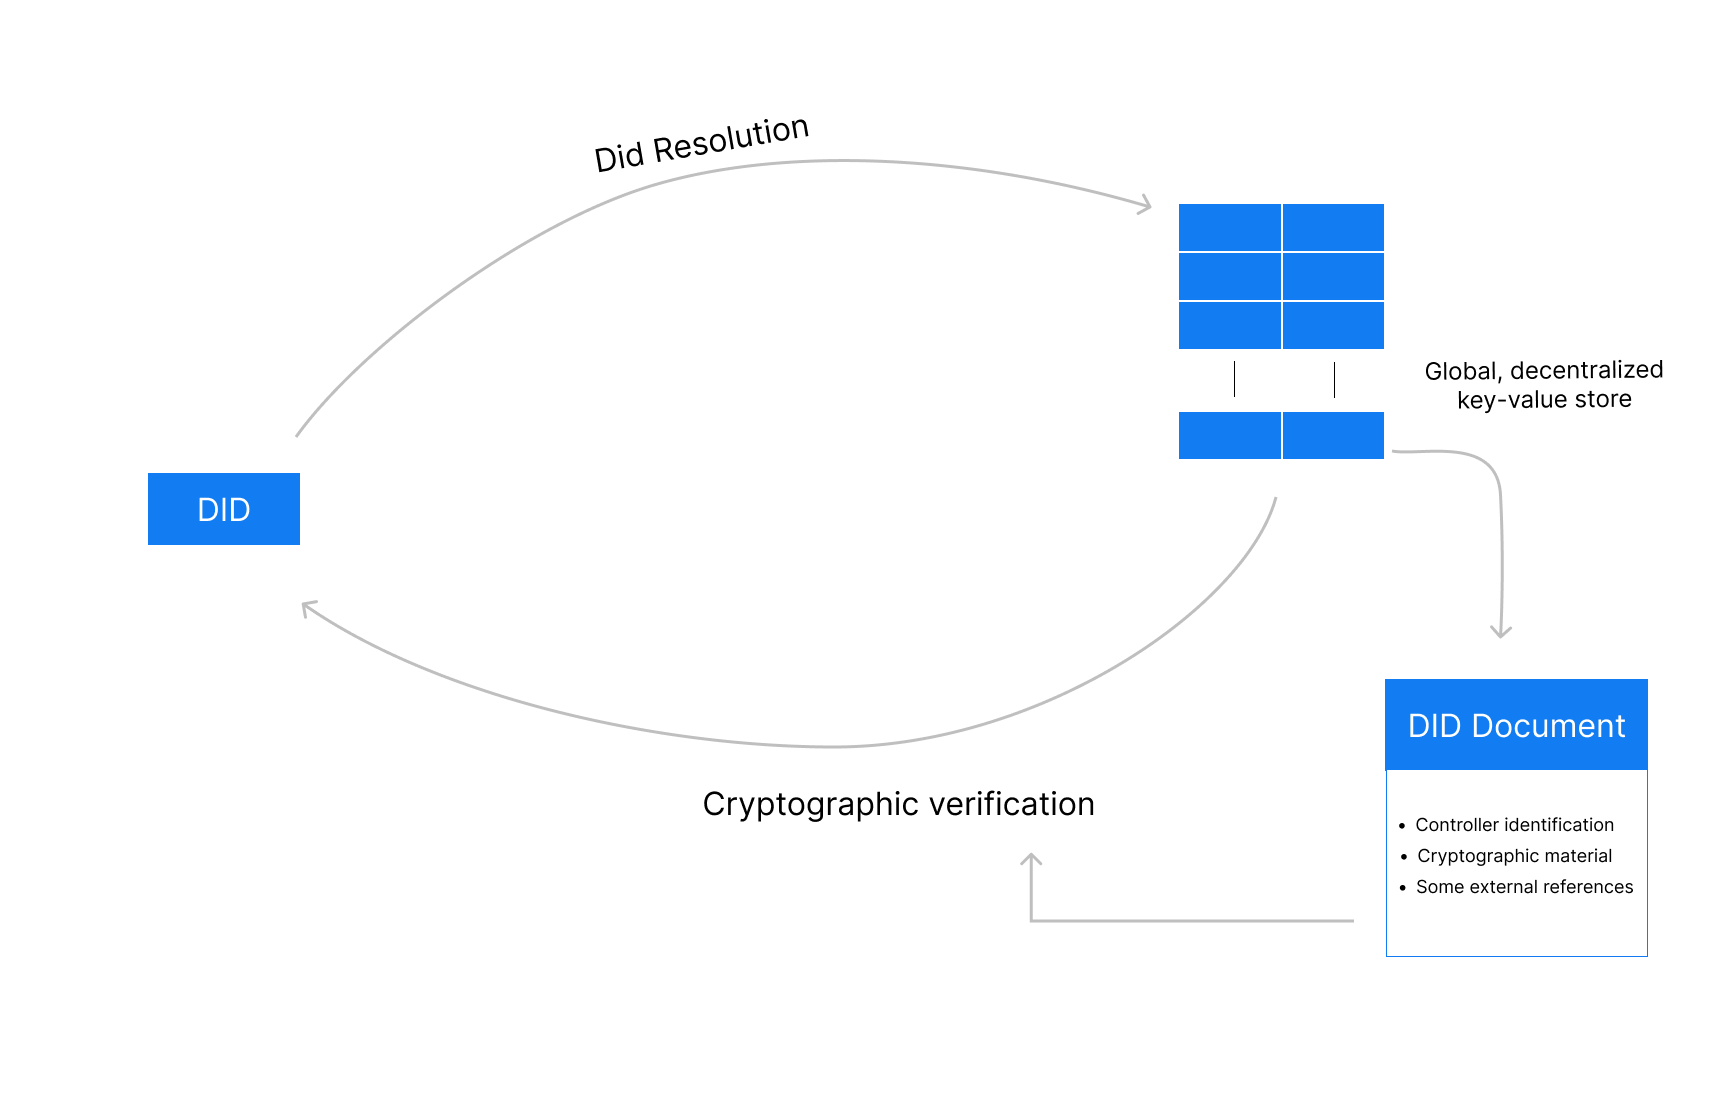 Did Resolution
Global, decentralized
key-value store
DID
DID Document
Cryptographic verification
• Controller identification
• Cryptographic material
• Some external references